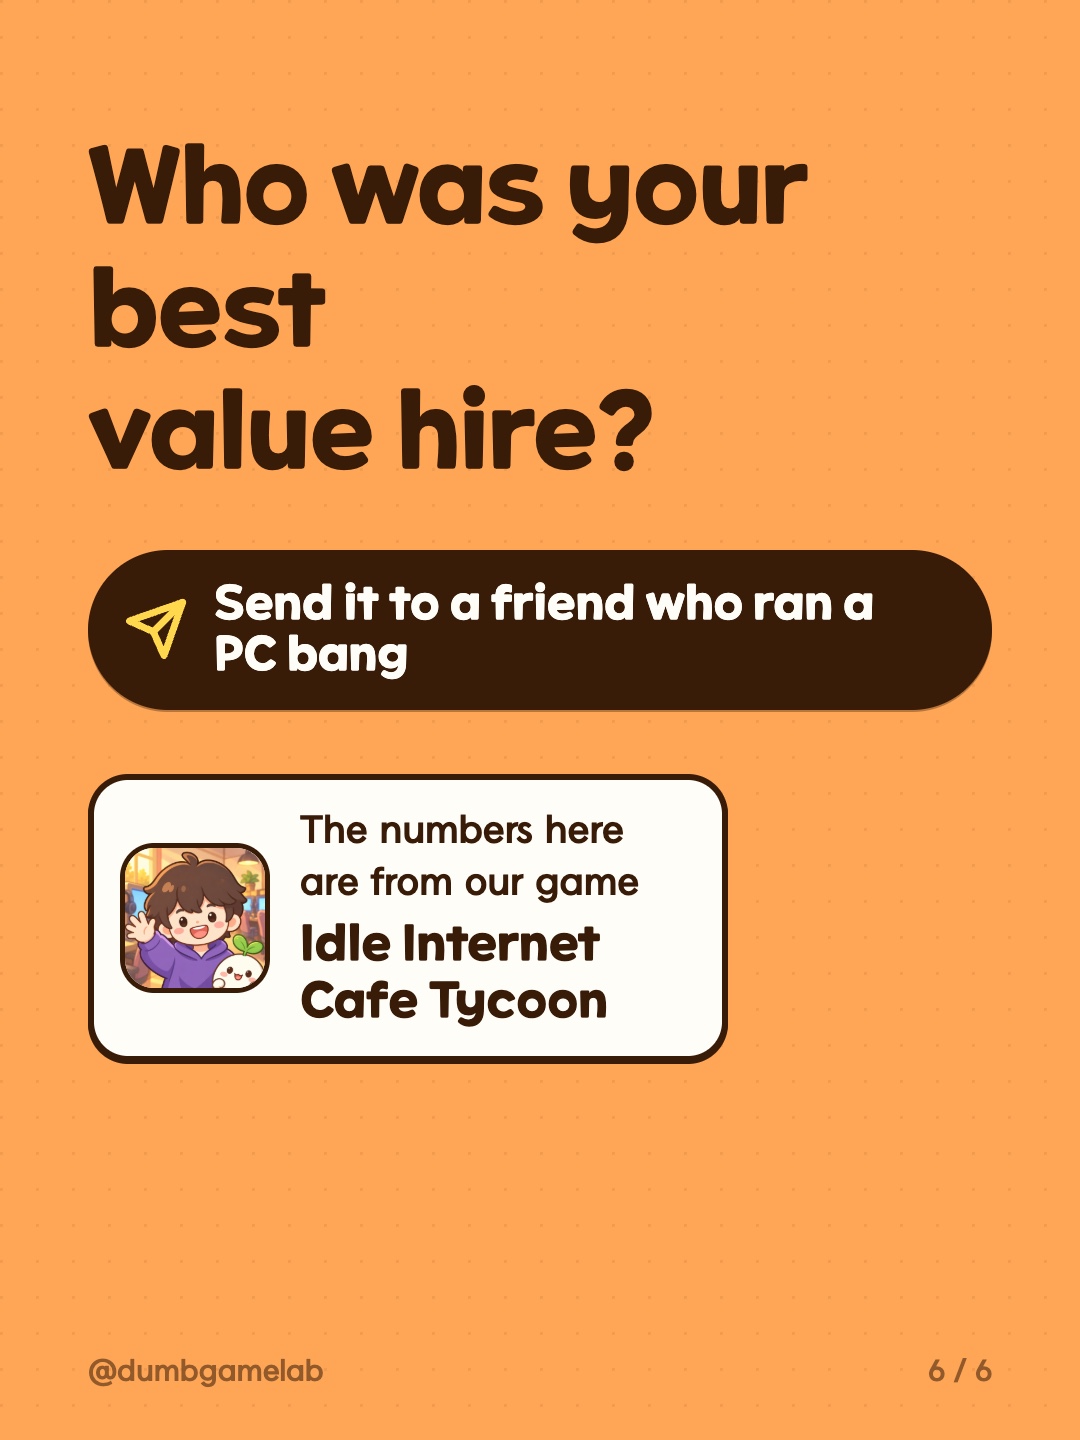 Who was your
best
value hire?
Send it to a friend who ran a
PC bang
The numbers here
are from our game
Idle Internet
Cafe Tycoon
@dumbgamelab
6 / 6